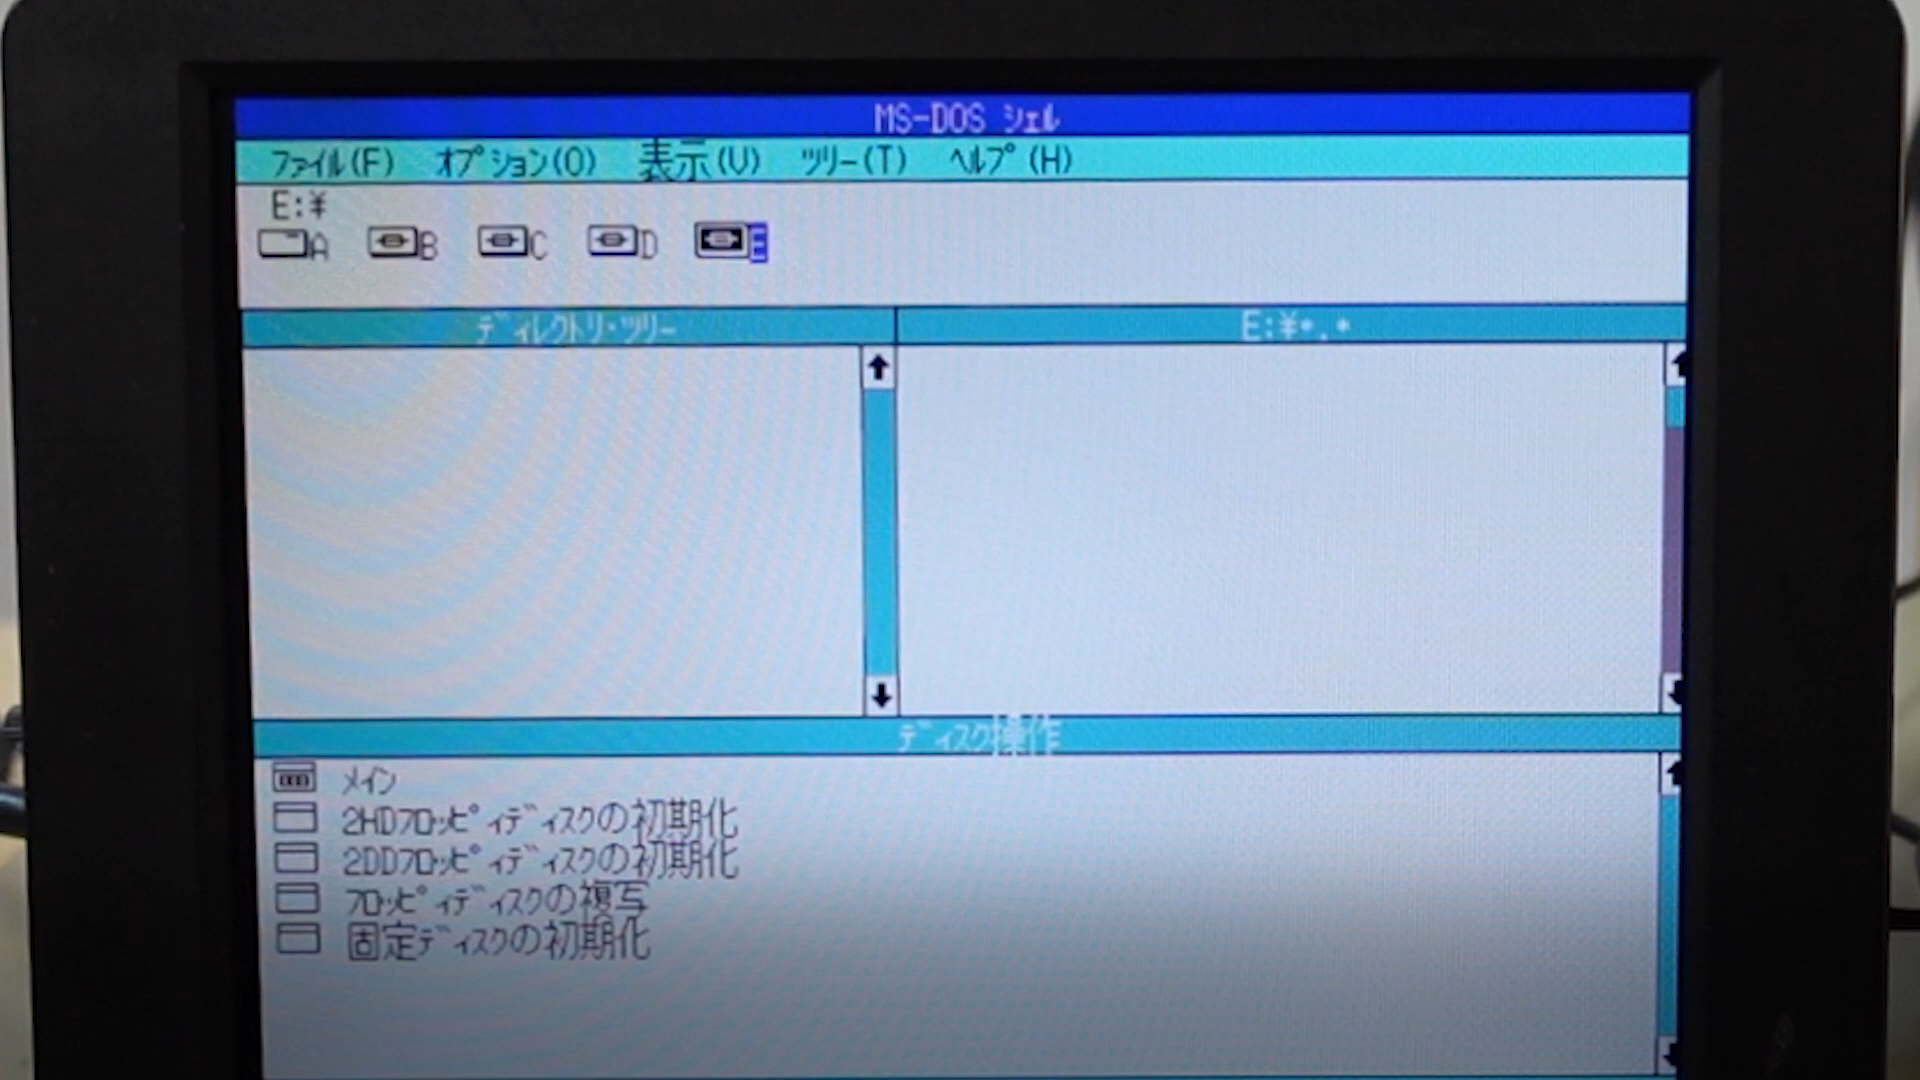 MS-DOS シェル
ファイル(F) オプション(O) 表示(V) ツリー(T) ヘルプ(H)
E:¥
A B C D E
ディレクトリ・ツリー E:¥*.*
ディスク操作
メイン
2HDフロッピィディスクの初期化
2DDフロッピィディスクの初期化
フロッピィディスクの複写
固定ディスクの初期化